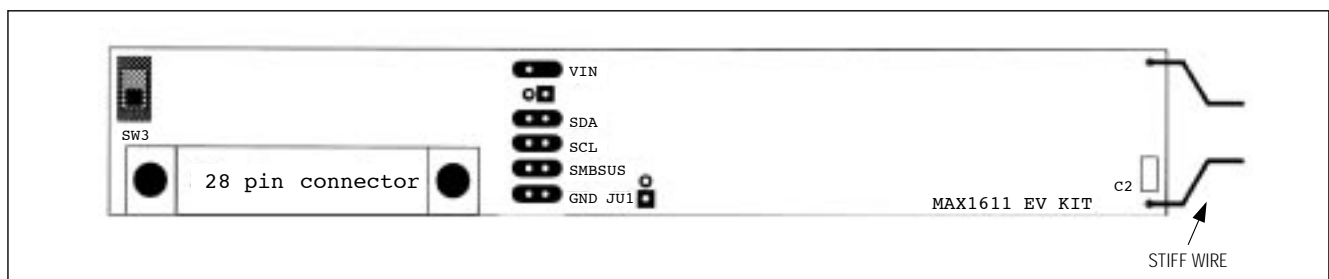 VIN
SDA
SW3
SCL
28 pin connector
SMBSUS
GND JU1
C2
MAX1611 EV KIT
STIFF WIRE